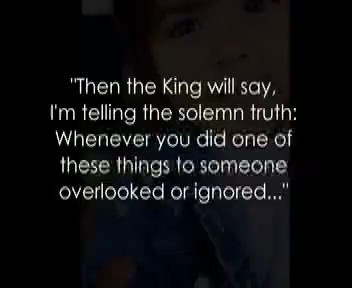 "Then the King will say,
I'm telling the solemn truth:
Whenever you did one of
these things to someone
overlooked or ignored..."